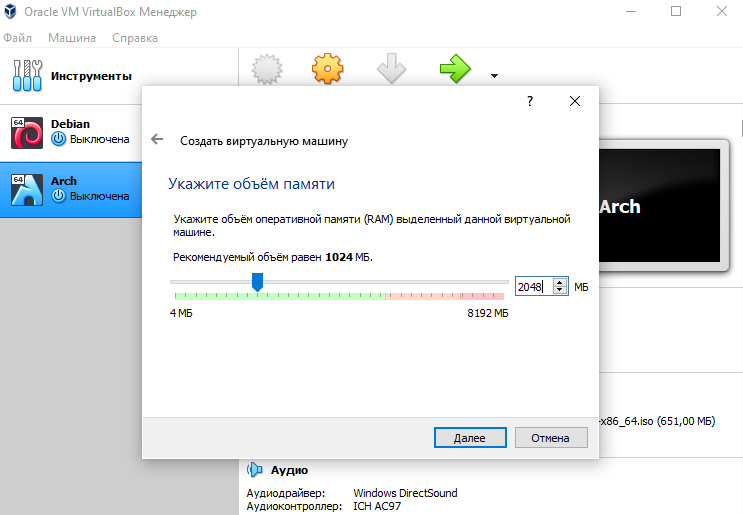 Oracle VM VirtualBox Менеджер
Файл Машина Справка
Инструменты
64
Debian
Выключена
64
Arch
Выключена
?
Создать виртуальную машину
Укажите объём памяти
Укажите объём оперативной памяти (RAM) выделенный данной виртуальной
машине.
Рекомендуемый объём равен 1024 МБ.
2048 МБ
4 МБ 8192 МБ
Далее Отмена
Arch
-x86_64.iso (651,00 МБ)
Аудио
Аудиодрайвер: Windows DirectSound
Аудиоконтроллер: ICH AC97